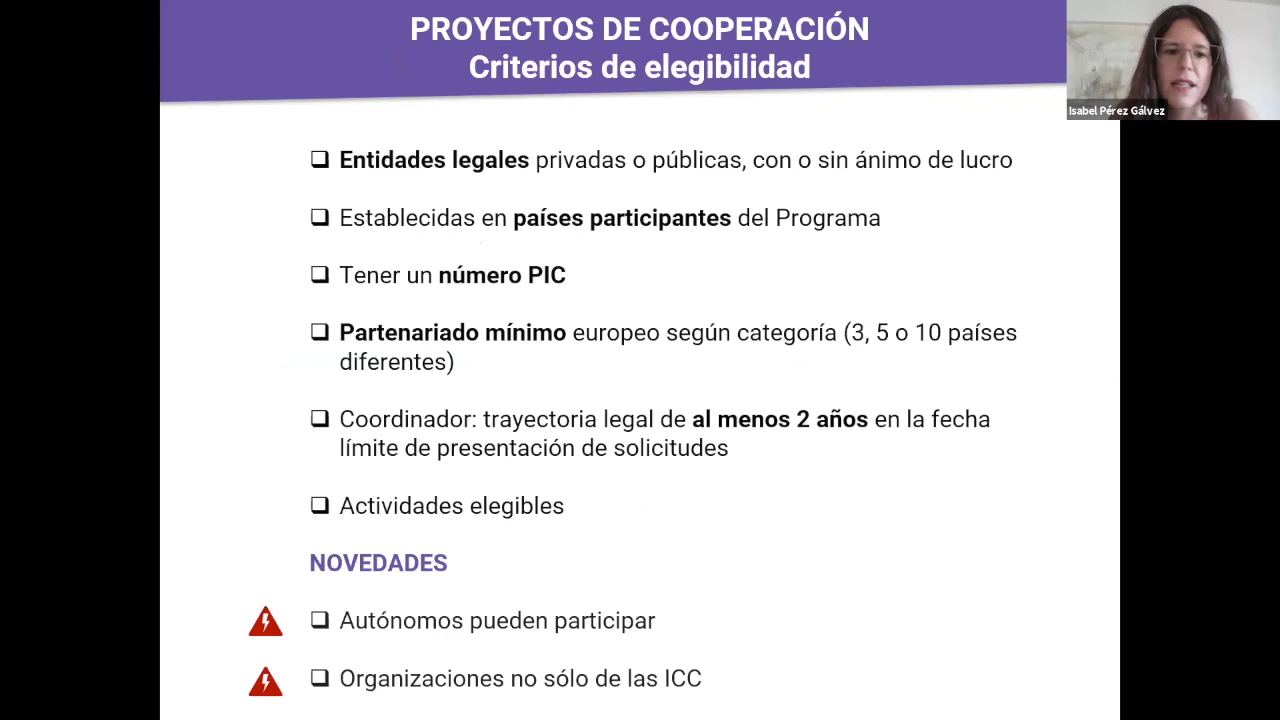 PROYECTOS DE COOPERACIÓN
Criterios de elegibilidad
Isabel Pérez Gálvez
Entidades legales privadas o públicas, con o sin ánimo de lucro
Establecidas en países participantes del Programa
Tener un número PIC
Partenariado mínimo europeo según categoría (3, 5 o 10 países
diferentes)
Coordinador: trayectoria legal de al menos 2 años en la fecha
límite de presentación de solicitudes
Actividades elegibles
NOVEDADES
Autónomos pueden participar
Organizaciones no sólo de las ICC